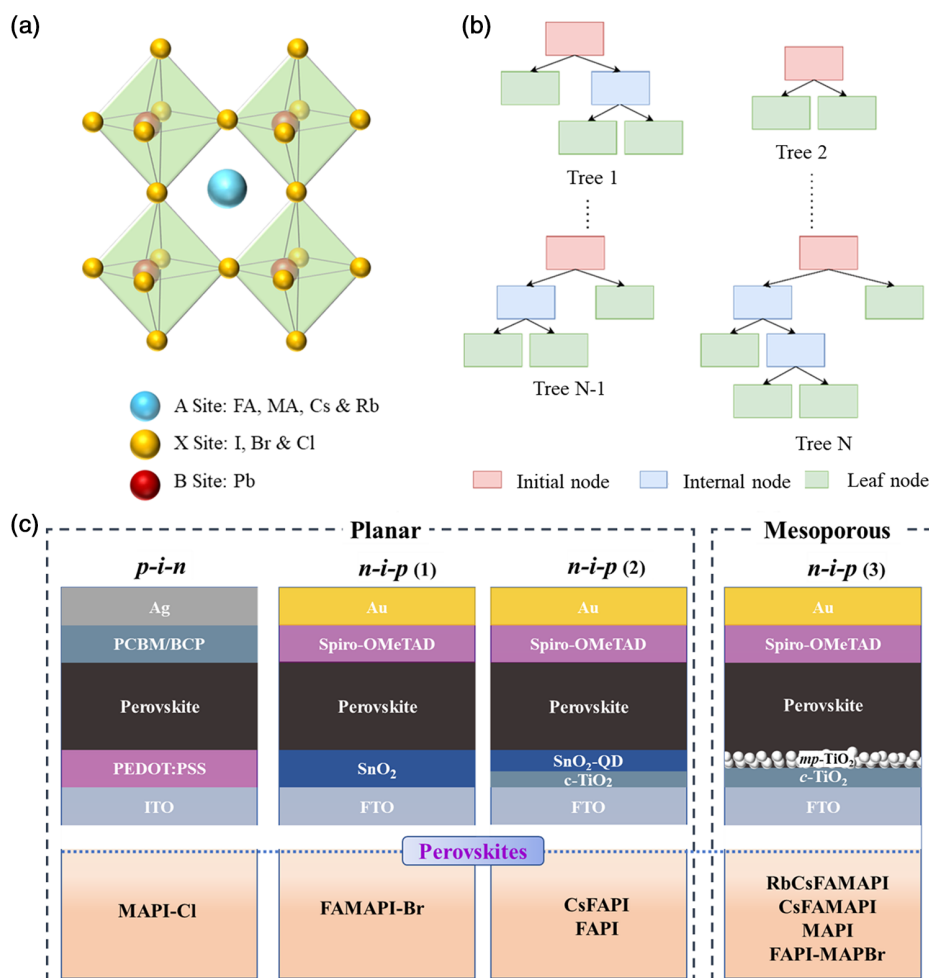 (a)
A Site: FA, MA, Cs & Rb
X Site: I, Br & Cl
B Site: Pb
(b)
Tree 1
Tree 2
Tree N-1
Tree N
Initial node
Internal node
Leaf node
(c)
Planar
Mesoporous
p-i-n
n-i-p (1)
n-i-p (2)
n-i-p (3)
Ag
PCBM/BCP
Perovskite
PEDOT:PSS
ITO
Au
Spiro-OMeTAD
Perovskite
SnO₂
FTO
Au
Spiro-OMeTAD
Perovskite
SnO₂-QD
c-TiO₂
FTO
Au
Spiro-OMeTAD
Perovskite
mp-TiO₂
c-TiO₂
FTO
Perovskites
MAPI-Cl
FAMAPI-Br
CsFAPI
FAPI
RbCsFAMAPI
CsFAMAPI
MAPI
FAPI-MAPBr